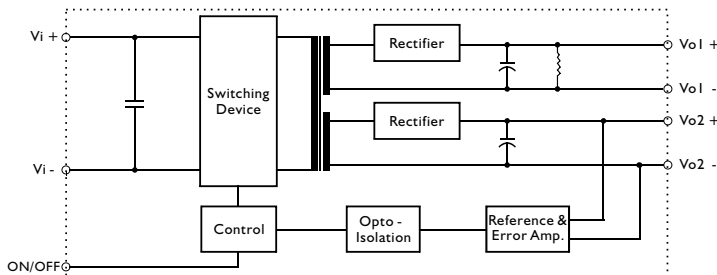 Vi +
Switching
Device
Rectifier
Vo1 +
Vo1 -
Rectifier
Vo2 +
Vi -
Vo2 -
Control
Opto -
Isolation
Reference &
Error Amp.
ON/OFF